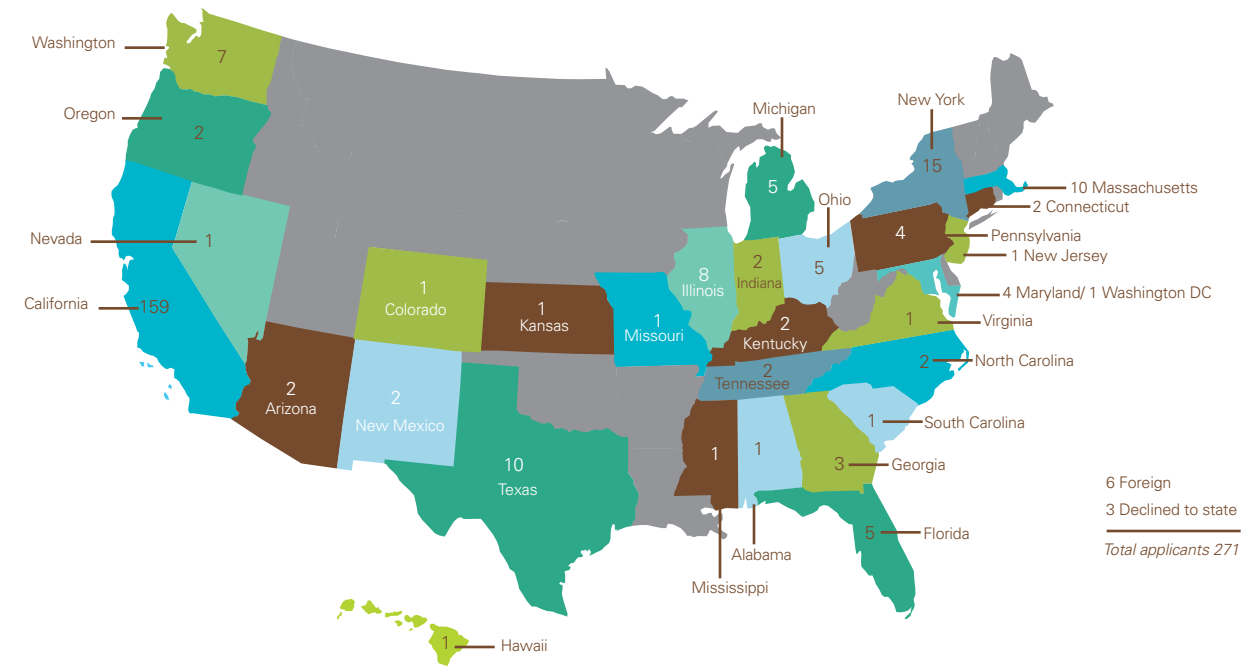 Washington
7
Oregon
2
Nevada
1
California
159
1
Colorado
1
Kansas
1
Missouri
8
Illinois
2
Indiana
Michigan
5
Ohio
5
New York
15
10 Massachusetts
2 Connecticut
4
Pennsylvania
1 New Jersey
4 Maryland/ 1 Washington DC
1
Virginia
2
Kentucky
2
North Carolina
2
Tennessee
2
Arizona
2
New Mexico
10
Texas
1
Mississippi
1
Alabama
1
South Carolina
3
Georgia
5
Florida
1
Hawaii
6 Foreign
3 Declined to state
Total applicants 271